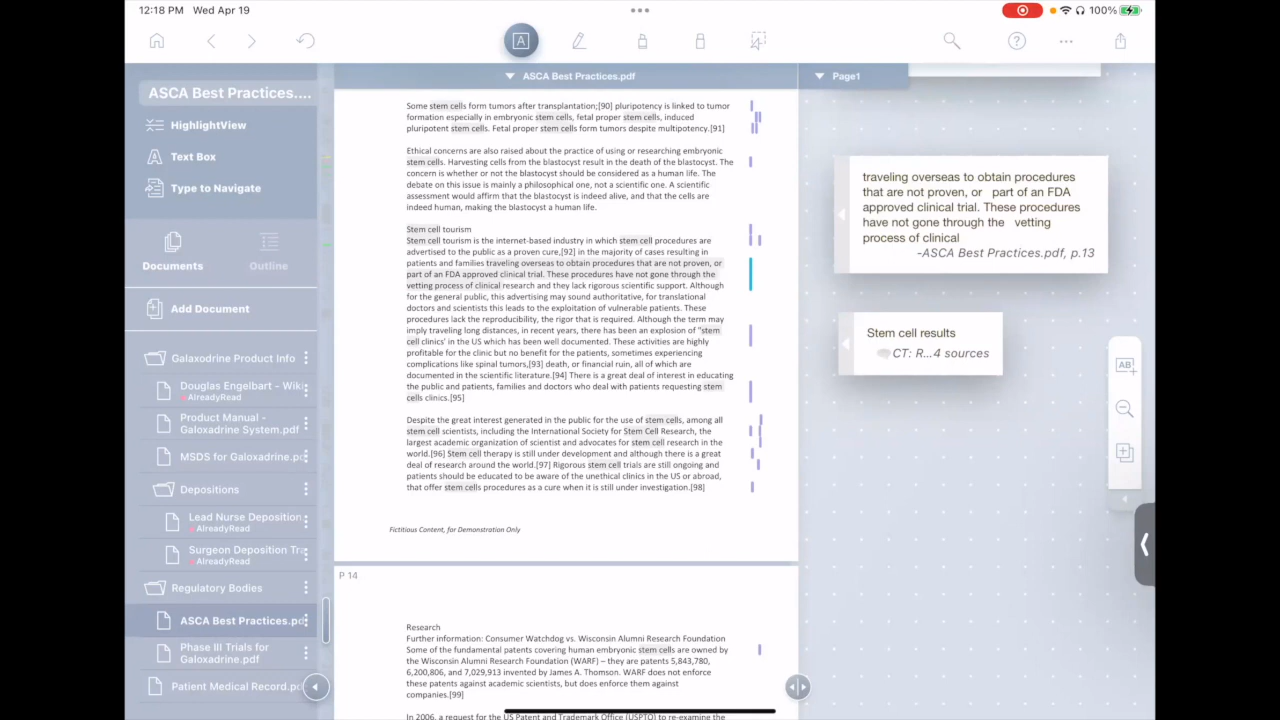 12:18 PM Wed Apr 19
100%
ASCA Best Practices....
HighlightView
Text Box
Type to Navigate
Documents
Outline
Add Document
Galaxodrine Product Info
Douglas Engelbart - Wik
AlreadyRead
Product Manual -
Galoxadrine System.pdf
MSDS for Galoxadrine.pdf
Depositions
Lead Nurse Deposition
AlreadyRead
Surgeon Deposition Tra
AlreadyRead
Regulatory Bodies
ASCA Best Practices.pd
Phase III Trials for
Galoxadrine.pdf
Patient Medical Record.pd
ASCA Best Practices.pdf
Some stem cells form tumors after transplantation;[90] pluripotency is linked to tumor
formation especially in embryonic stem cells, fetal proper stem cells, induced
pluripotent stem cells. Fetal proper stem cells form tumors despite multipotency.[91]
Ethical concerns are also raised about the practice of using or researching embryonic
stem cells. Harvesting cells from the blastocyst result in the death of the blastocyst. The
concern is whether or not the blastocyst should be considered as a human life. The
debate on this issue is mainly a philosophical one, not a scientific one. A scientific
assessment would affirm that the blastocyst is indeed alive, and that the cells are
indeed human, making the blastocyst a human life.
Stem cell tourism
Stem cell tourism is the internet-based industry in which stem cell procedures are
advertised to the public as a proven cure,[92] in the majority of cases resulting in
patients and families traveling overseas to obtain procedures that are not proven, or
part of an FDA approved clinical trial. These procedures have not gone through the
vetting process of clinical research and they lack rigorous scientific support. Although
for the general public, this advertising may sound authoritative, for translational
doctors and scientists this leads to the exploitation of vulnerable patients. These
procedures lack the reproducibility, the rigor that is required. Although the term may
imply traveling long distances, in recent years, there has been an explosion of "stem
cell clinics' in the US which has been well documented. These activities are highly
profitable for the clinic but no benefit for the patients, sometimes experiencing
complications like spinal tumors,[93] death, or financial ruin, all of which are
documented in the scientific literature.[94] There is a great deal of interest in educating
the public and patients, families and doctors who deal with patients requesting stem
cells clinics.[95]
Despite the great interest generated in the public for the use of stem cells, among all
stem cell scientists, including the International Society for Stem Cell Research, the
largest academic organization of scientist and advocates for stem cell research in the
world.[96] Stem cell therapy is still under development and although there is a great
deal of research around the world.[97] Rigorous stem cell trials are still ongoing and
patients should be educated to be aware of the unethical clinics in the US or abroad,
that offer stem cells procedures as a cure when it is still under investigation.[98]
Fictitious Content, for Demonstration Only
P 14
Research
Further information: Consumer Watchdog vs. Wisconsin Alumni Research Foundation
Some of the fundamental patents covering human embryonic stem cells are owned by
the Wisconsin Alumni Research Foundation (WARF) – they are patents 5,843,780,
6,200,806, and 7,029,913 invented by James A. Thomson. WARF does not enforce
these patents against academic scientists, but does enforce them against
companies.[99]
In 2006, a request for the US Patent and Trademark Office (USPTO) to re-examine the
Page1
traveling overseas to obtain procedures
that are not proven, or part of an FDA
approved clinical trial. These procedures
have not gone through the vetting
process of clinical
-ASCA Best Practices.pdf, p.13
Stem cell results
CT: R...4 sources
AB